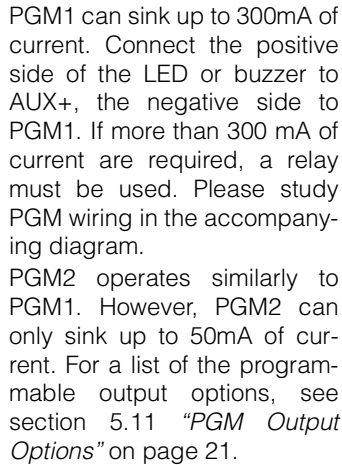 PGM1 can sink up to 300mA of
current. Connect the positive
side of the LED or buzzer to
AUX+, the negative side to
PGM1. If more than 300 mA of
current are required, a relay
must be used. Please study
PGM wiring in the accompany-
ing diagram.
PGM2 operates similarly to
PGM1. However, PGM2 can
only sink up to 50mA of cur-
rent. For a list of the program-
mable output options, see
section 5.11 "PGM Output
Options" on page 21.